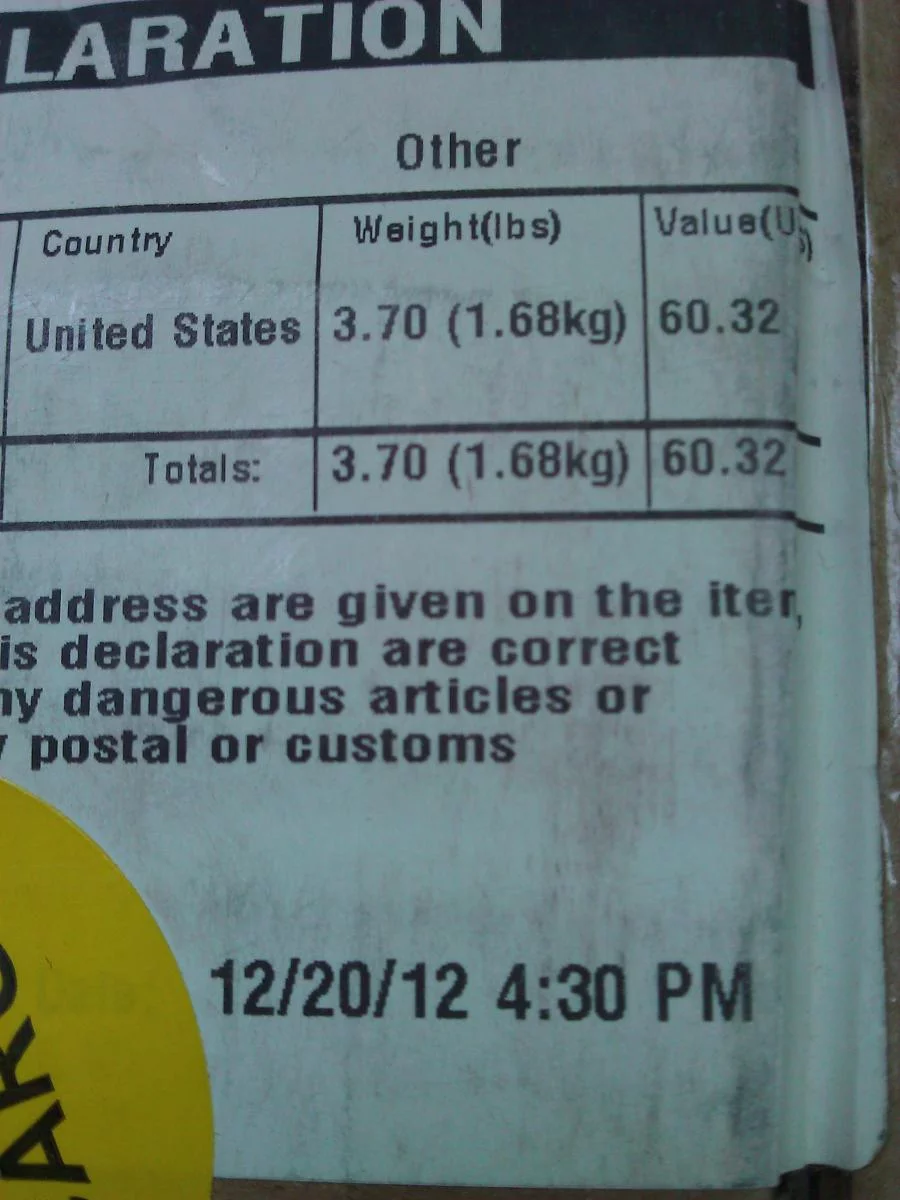 LARATION
Other
Country Weight(lbs) Value(U
United States 3.70 (1.68kg) 60.32
Totals: 3.70 (1.68kg) 60.32
address are given on the iter,
is declaration are correct
ny dangerous articles or
postal or customs
12/20/12 4:30 PM